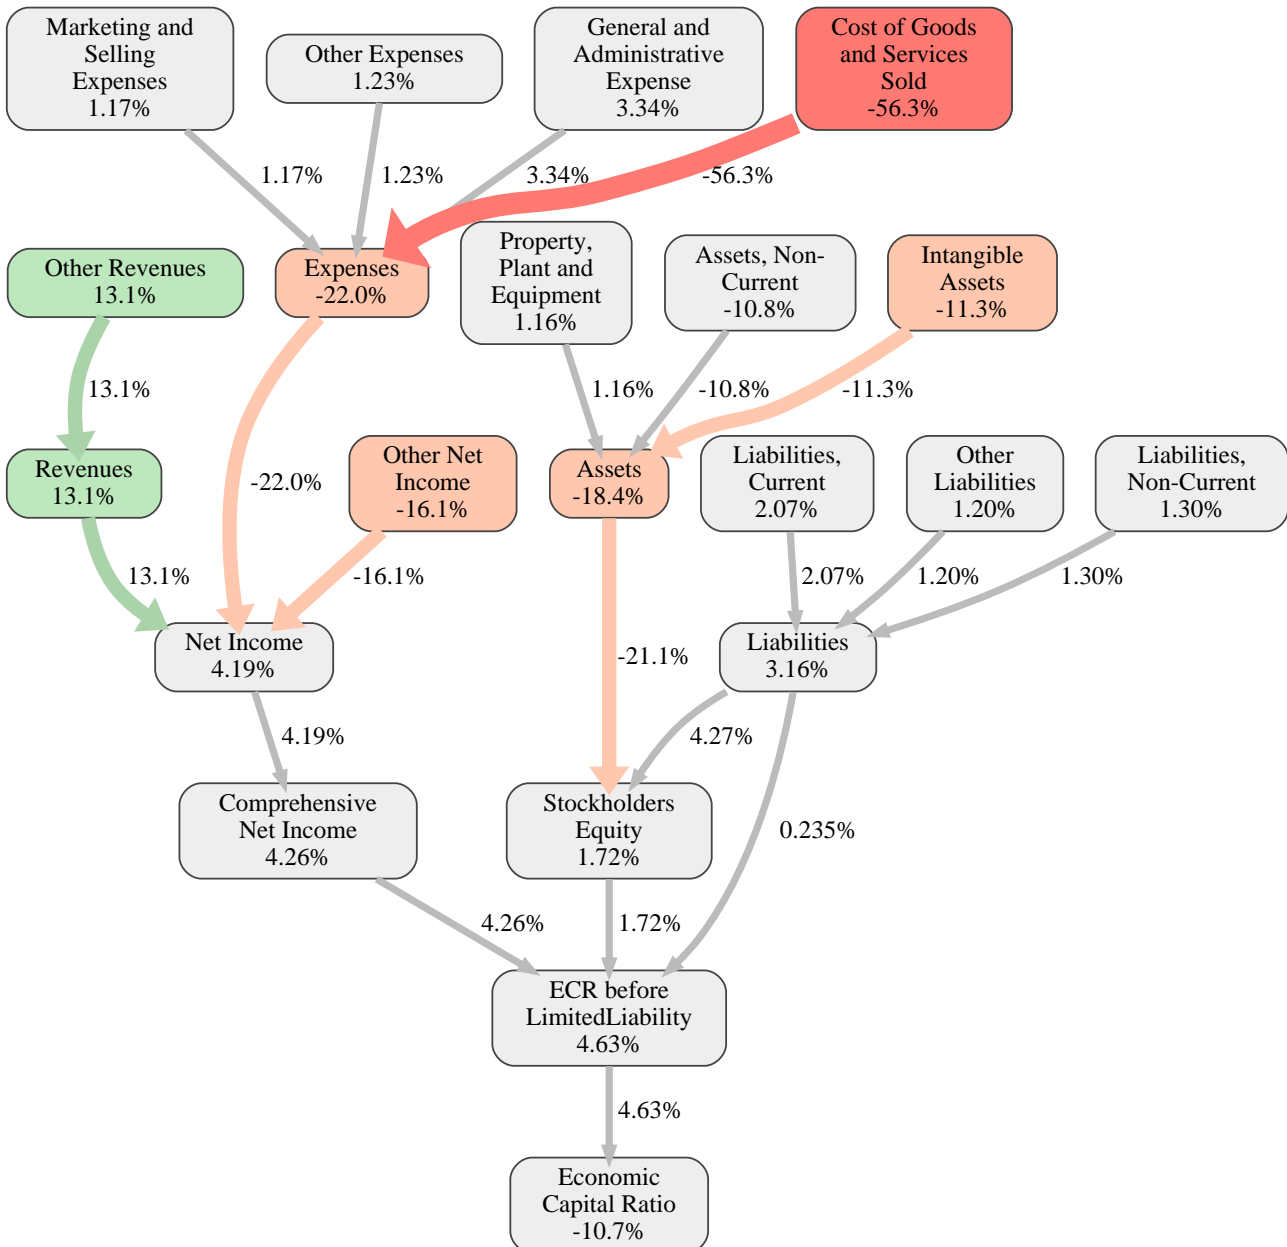 Marketing and
Selling
Expenses
1.17%
Other Expenses
1.23%
General and
Administrative
Expense
3.34%
Cost of Goods
and Services
Sold
-56.3%
1.17%
1.23%
3.34%
-56.3%
Other Revenues
13.1%
Expenses
-22.0%
Property,
Plant and
Equipment
1.16%
Assets, Non-
Current
-10.8%
Intangible
Assets
-11.3%
13.1%
1.16%
-10.8%
-11.3%
Revenues
13.1%
-22.0%
Other Net
Income
-16.1%
Assets
-18.4%
Liabilities,
Current
2.07%
Other
Liabilities
1.20%
Liabilities,
Non-Current
1.30%
13.1%
-16.1%
2.07%
1.20%
1.30%
Net Income
4.19%
-21.1%
Liabilities
3.16%
4.19%
4.27%
Comprehensive
Net Income
4.26%
Stockholders
Equity
1.72%
0.235%
4.26%
1.72%
ECR before
LimitedLiability
4.63%
4.63%
Economic
Capital Ratio
-10.7%